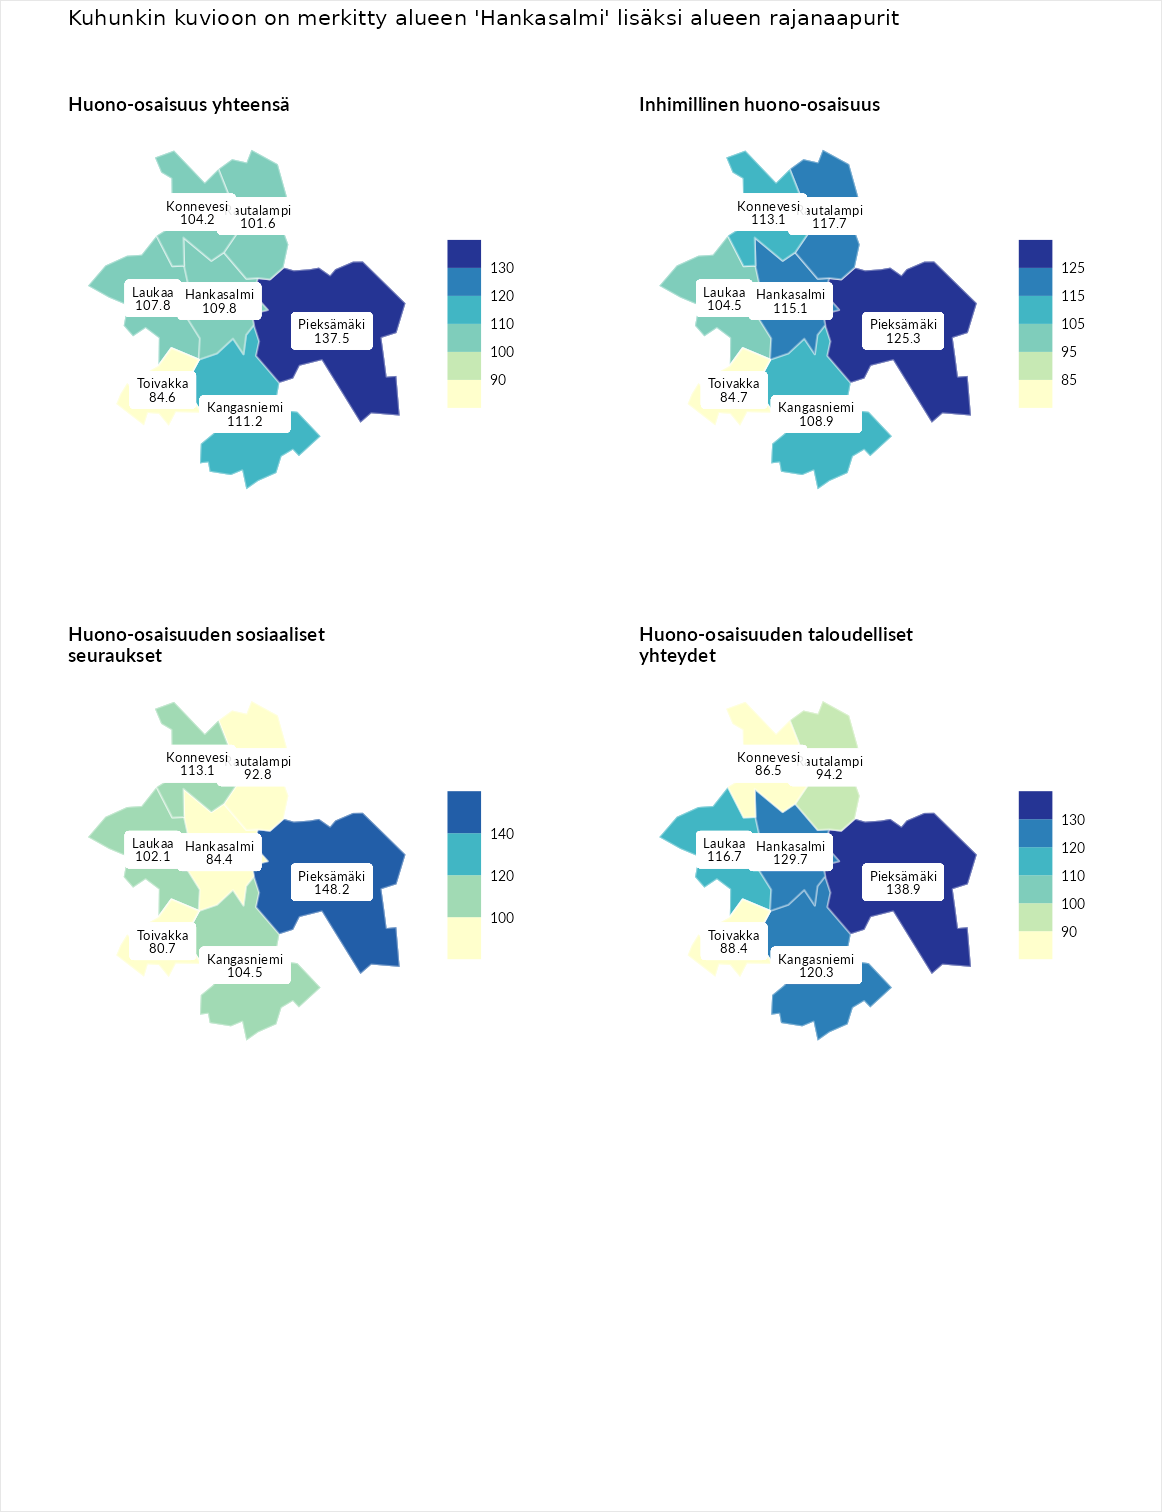 Kuhunkin kuvioon on merkitty alueen 'Hankasalmi' lisäksi alueen rajanaapurit
Huono-osaisuus yhteensä
Konnevesi
104.2
autalampi
101.6
Laukaa
107.8
Hankasalmi
109.8
Pieksämäki
137.5
Toivakka
84.6
Kangasniemi
111.2
130
120
110
100
90
Inhimillinen huono-osaisuus
Konnevesi
113.1
autalampi
117.7
Laukaa
104.5
Hankasalmi
115.1
Pieksämäki
125.3
Toivakka
84.7
Kangasniemi
108.9
125
115
105
95
85
Huono-osaisuuden sosiaaliset
seuraukset
Konnevesi
113.1
autalampi
92.8
Laukaa
102.1
Hankasalmi
84.4
Pieksämäki
148.2
Toivakka
80.7
Kangasniemi
104.5
140
120
100
Huono-osaisuuden taloudelliset
yhteydet
Konnevesi
86.5
autalampi
94.2
Laukaa
116.7
Hankasalmi
129.7
Pieksämäki
138.9
Toivakka
88.4
Kangasniemi
120.3
130
120
110
100
90